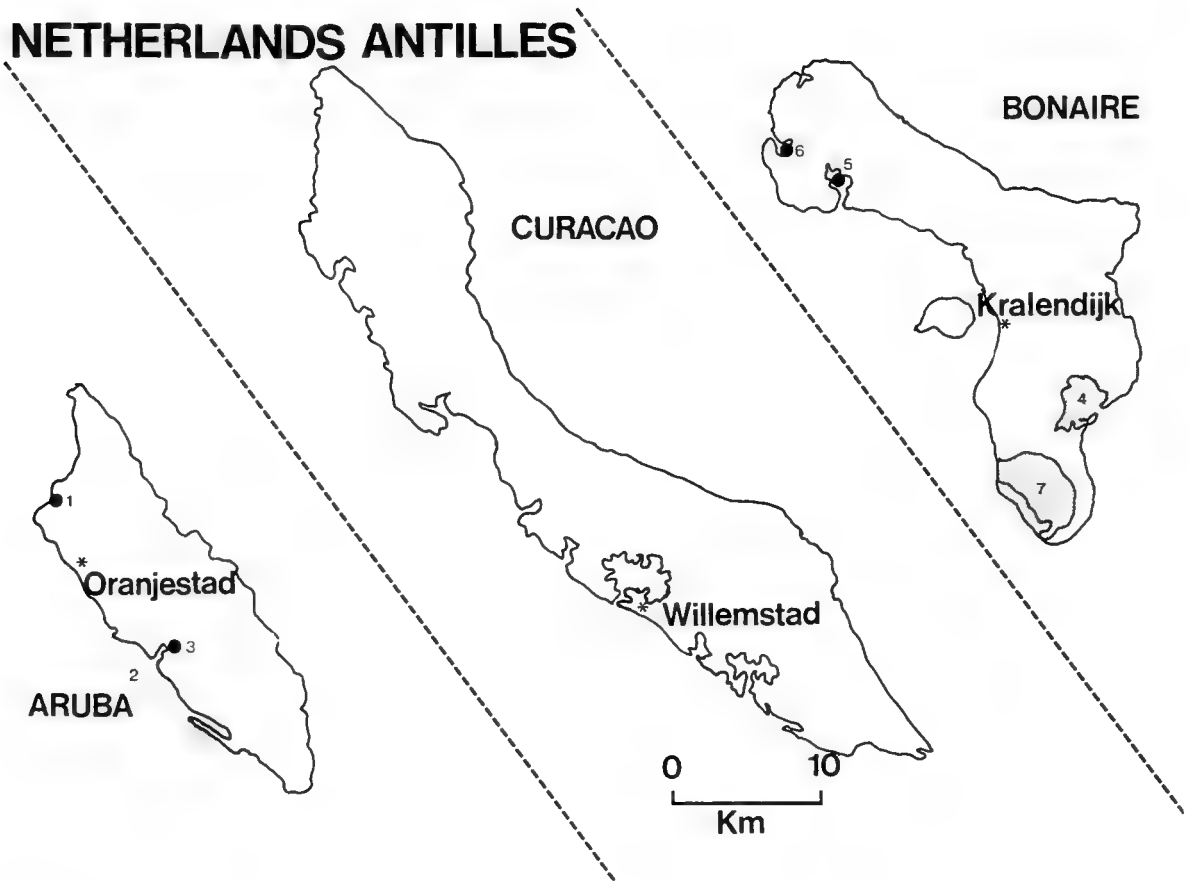 NETHERLANDS ANTILLES
BONAIRE
6
5
CURACAO
Kralendijk
*
4
7
1
*
Oranjestad
3
2
ARUBA
*
Willemstad
0 10
Km